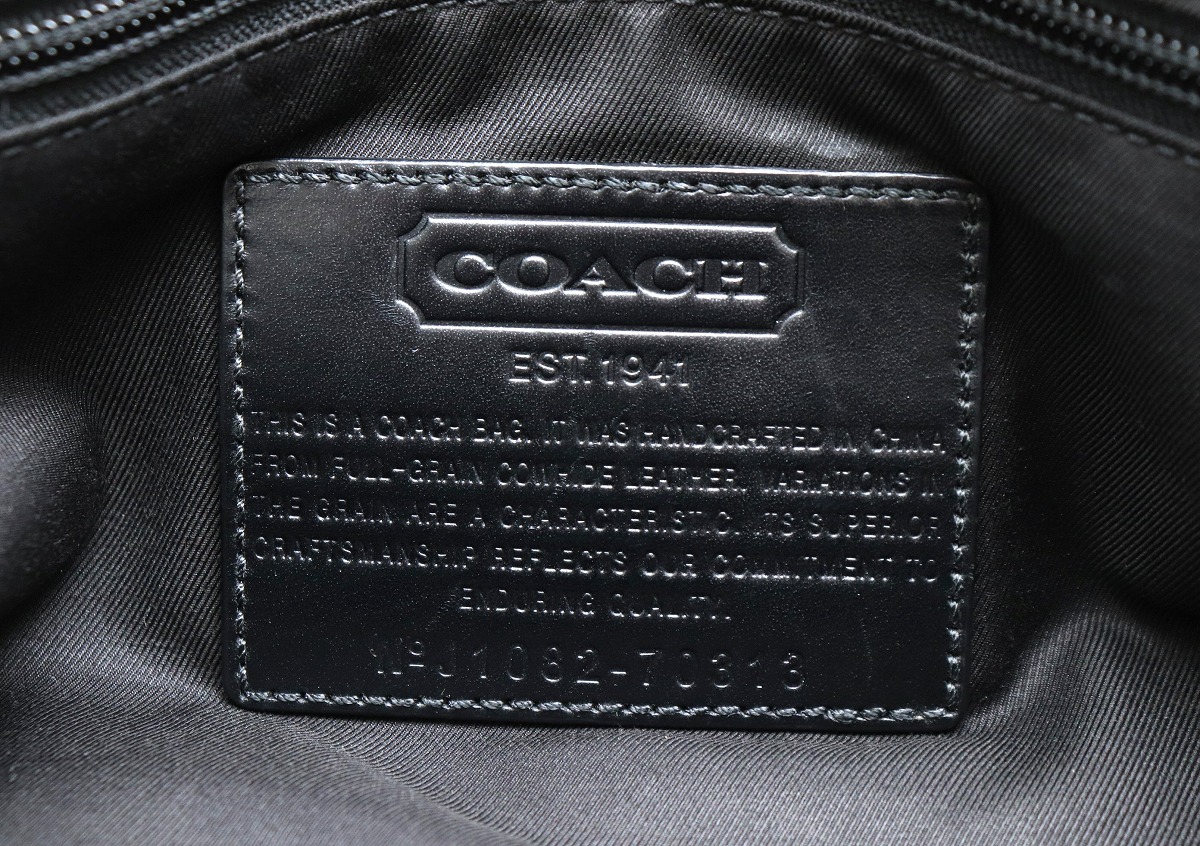 COACH
EST. 1941
THIS IS A COACH BAG. IT WAS HANDCRAFTED IN CHINA
FROM FULL-GRAIN COWHIDE LEATHER. VARIATIONS IN
THE GRAIN ARE A CHARACTERISTIC. ITS SUPERIOR
CRAFTSMANSHIP REFLECTS OUR COMMITMENT TO
ENDURING QUALITY.
Nº J1082-70313